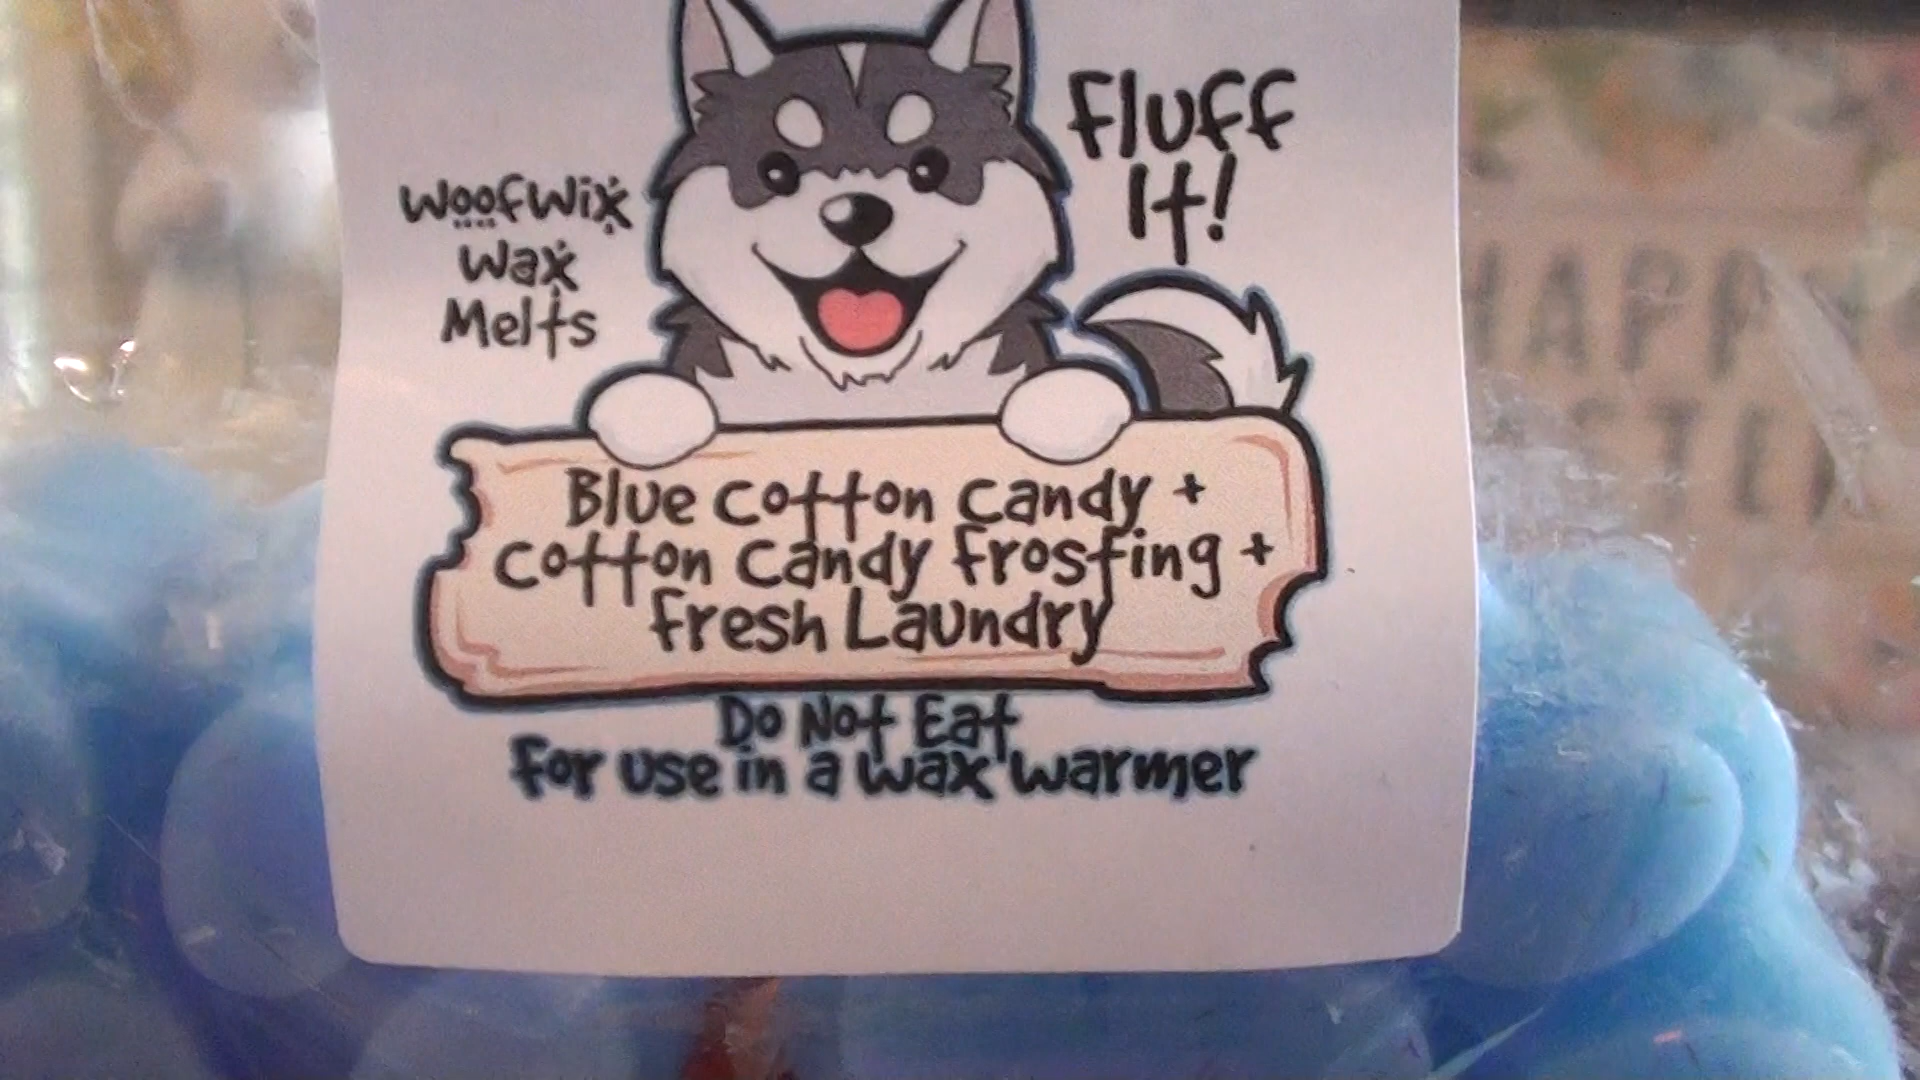 Fluff
It!
WoofWix
Wax
Melts
Blue Cotton Candy +
Cotton Candy Frosting +
Fresh Laundry
Do Not Eat
For use in a wax warmer
HAPPY